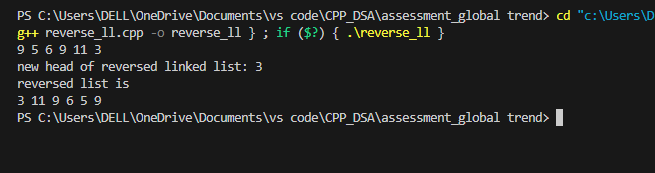 PS C:\Users\DELL\OneDrive\Documents\vs code\CPP_DSA\assessment_global trend> cd "c:\Users\D
g++ reverse_ll.cpp -o reverse_ll } ; if ($?) { .\reverse_ll }
9 5 6 9 11 3
new head of reversed linked list: 3
reversed list is
3 11 9 6 5 9
PS C:\Users\DELL\OneDrive\Documents\vs code\CPP_DSA\assessment_global trend>